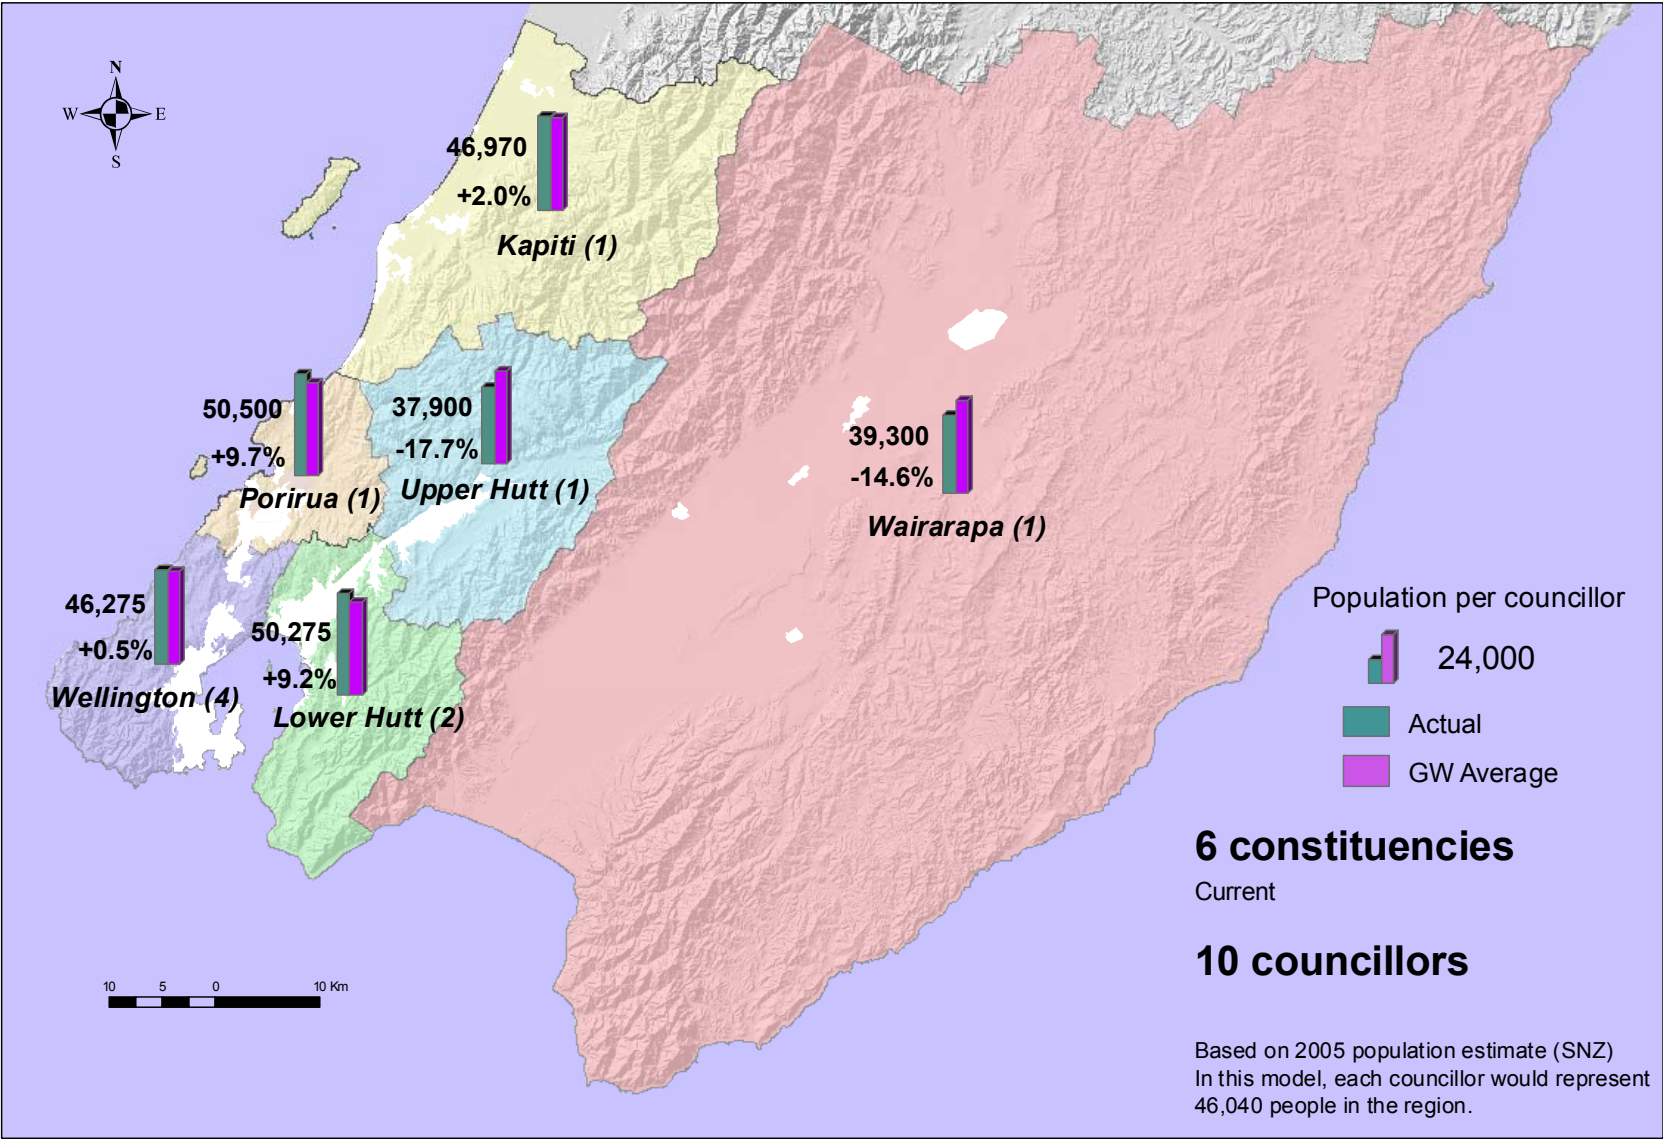 N
W E
S
46,970
+2.0%
Kapiti (1)
50,500
+9.7%
Porirua (1)
37,900
-17.7%
Upper Hutt (1)
39,300
-14.6%
Wairarapa (1)
46,275
+0.5%
Wellington (4)
50,275
+9.2%
Lower Hutt (2)
Population per councillor
24,000
Actual
GW Average
6 constituencies
Current
10 councillors
10 5 0 10 Km
Based on 2005 population estimate (SNZ)
In this model, each councillor would represent
46,040 people in the region.